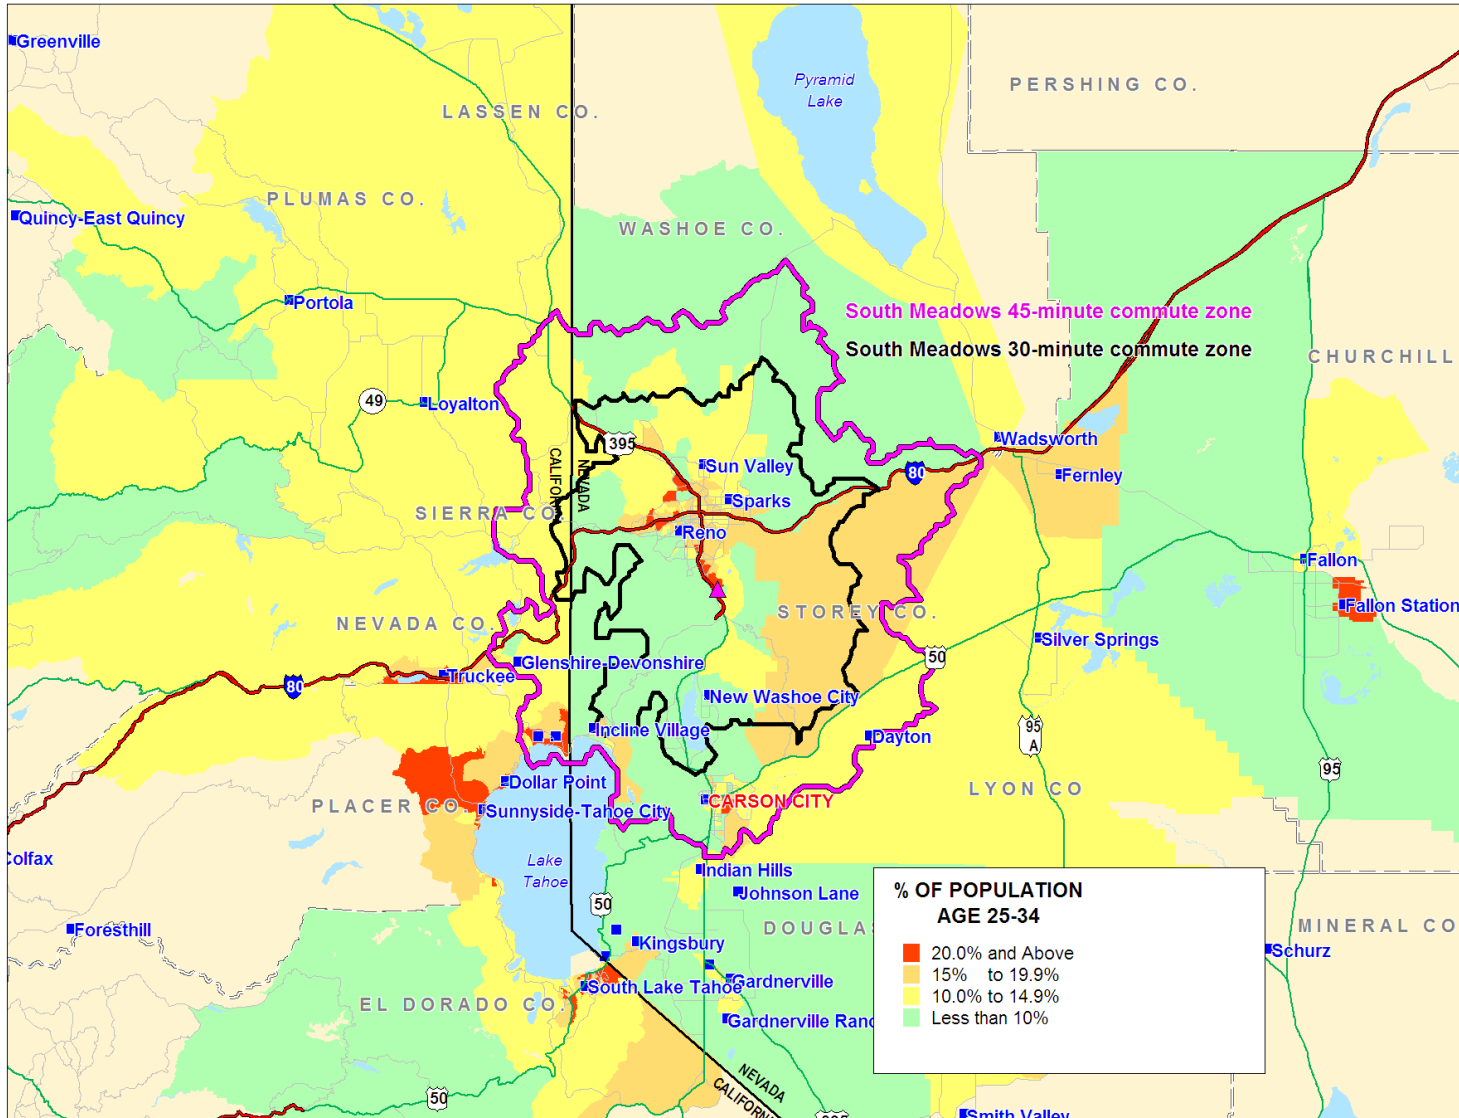 Greenville
Pyramid
Lake
PERSHING CO.
LASSEN CO.
PLUMAS CO.
Quincy-East Quincy
WASHOE CO.
Portola
South Meadows 45-minute commute zone
South Meadows 30-minute commute zone
CHURCHILL
49
Loyalton
395
Wadsworth
CALIFORNIA
NEVADA
Sun Valley
80
Fernley
Sparks
SIERRA CO.
Reno
Fallon
Fallon Station
STOREY CO.
NEVADA CO.
Silver Springs
50
Glenshire-Devonshire
Truckee
80
New Washoe City
Incline Village
Dayton
95
A
95
Dollar Point
LYON CO
PLACER CO.
CARSON CITY
Sunnyside-Tahoe City
Colfax
Lake
Tahoe
Indian Hills
Johnson Lane
% OF POPULATION
AGE 25-34
20.0% and Above
15% to 19.9%
10.0% to 14.9%
Less than 10%
50
Foresthill
DOUGLAS
MINERAL CO
Kingsbury
Schurz
South Lake Tahoe
Gardnerville
EL DORADO CO.
Gardnerville Ranc
NEVADA
CALIFORNIA
50
395
Smith Valley